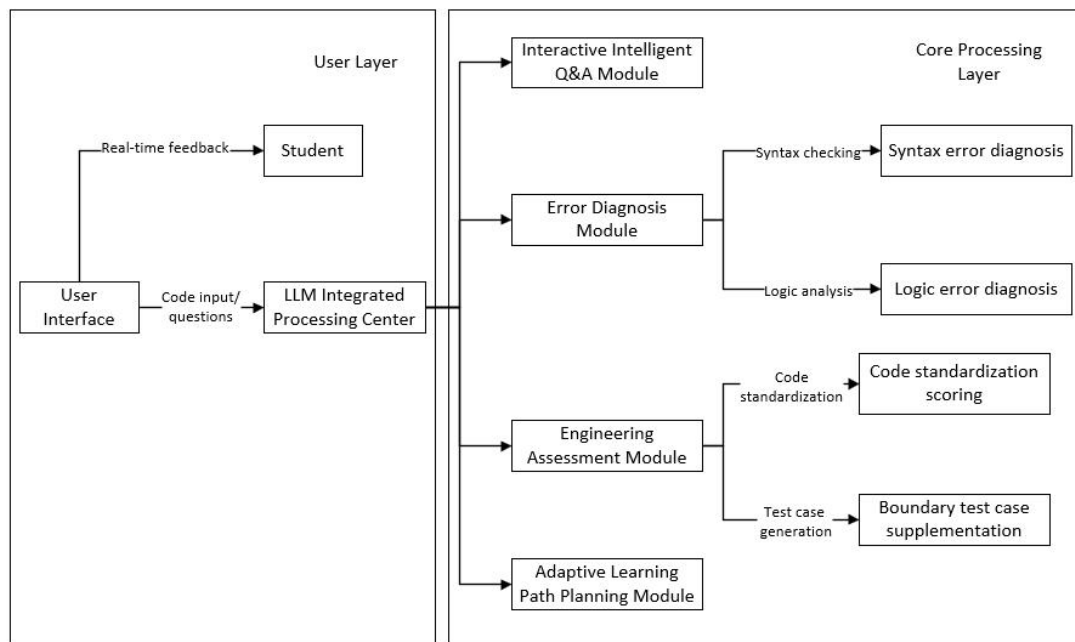 User Layer
Real-time feedback
Student
User
Interface
Code input/
questions
LLM Integrated
Processing Center
Core Processing
Layer
Interactive Intelligent
Q&A Module
Error Diagnosis
Module
Syntax checking
Syntax error diagnosis
Logic analysis
Logic error diagnosis
Engineering
Assessment Module
Code
standardization
Code standardization
scoring
Test case
generation
Boundary test case
supplementation
Adaptive Learning
Path Planning Module